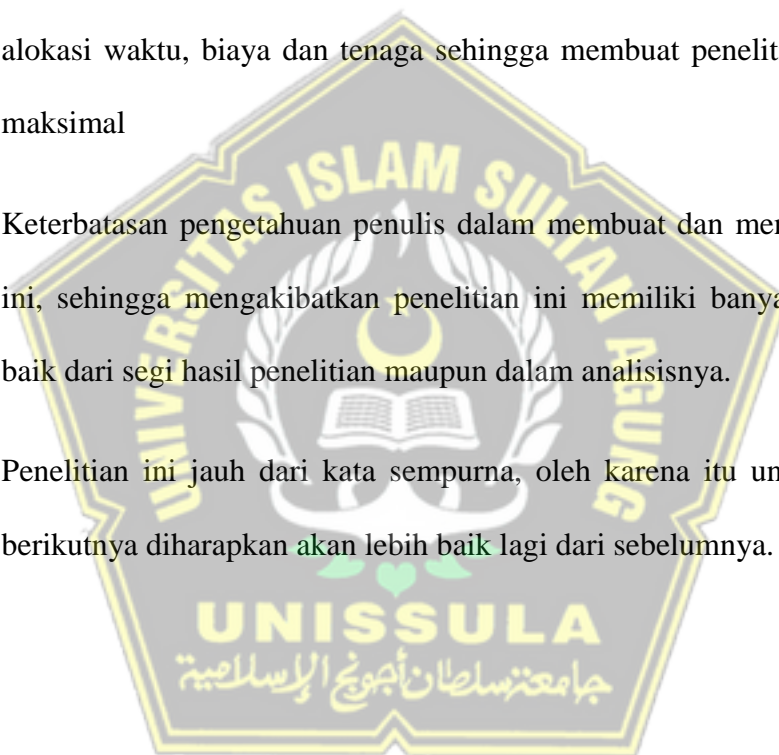 alokasi waktu, biaya dan tenaga sehingga membuat penelit
maksimal
Keterbatasan pengetahuan penulis dalam membuat dan men
ini, sehingga mengakibatkan penelitian ini memiliki banya
baik dari segi hasil penelitian maupun dalam analisisnya.
Penelitian ini jauh dari kata sempurna, oleh karena itu un
berikutnya diharapkan akan lebih baik lagi dari sebelumnya.
UNIVERSITAS ISLAM SULTAN AGUNG
UNISSULA
جامعة سلطان أجونج الإسلامية